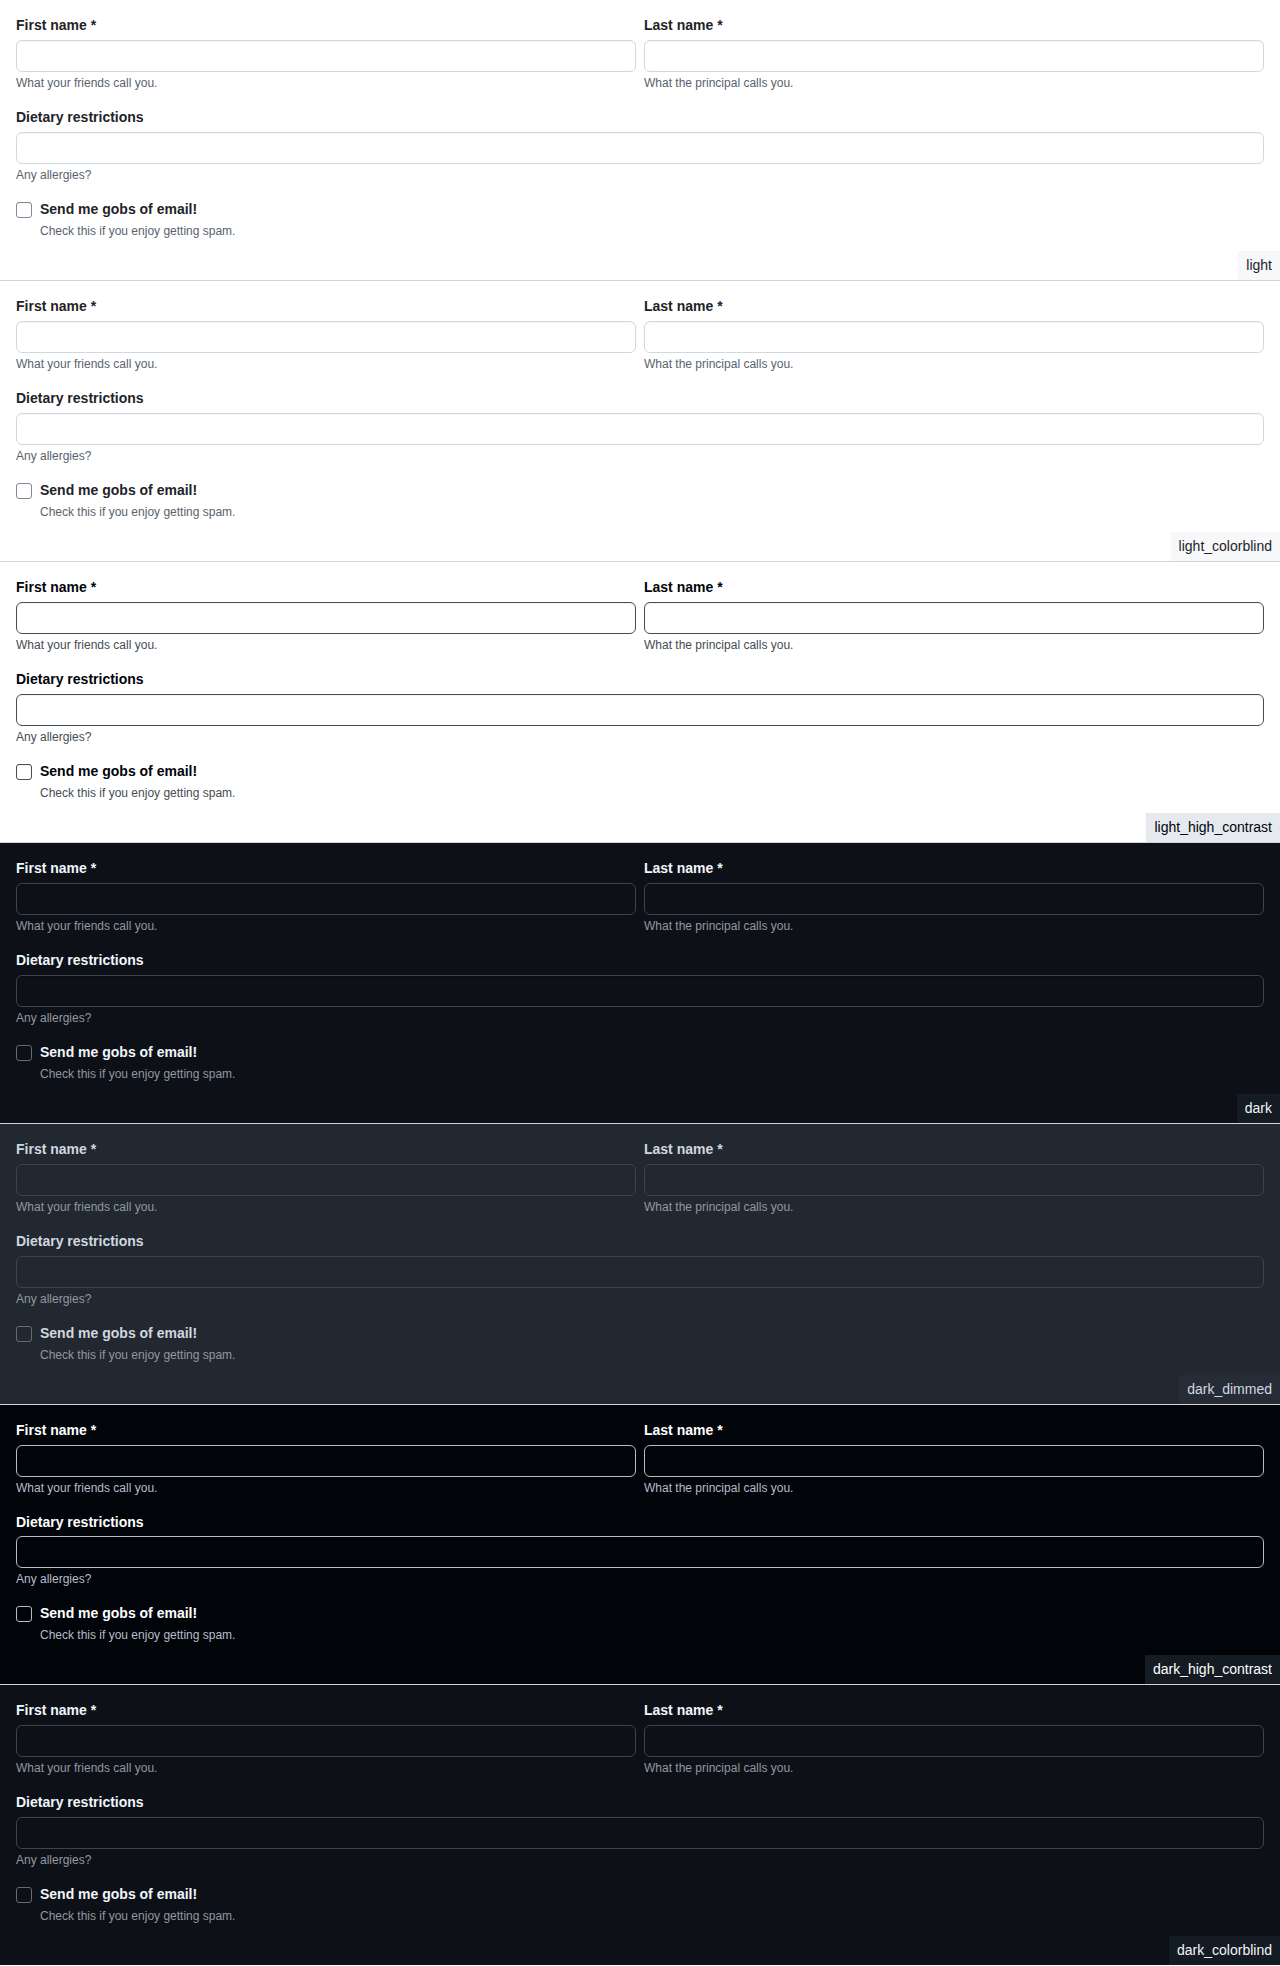 First name * Last name *
What your friends call you. What the principal calls you.
Dietary restrictions
Any allergies?
Send me gobs of email!
Check this if you enjoy getting spam.
light
First name * Last name *
What your friends call you. What the principal calls you.
Dietary restrictions
Any allergies?
Send me gobs of email!
Check this if you enjoy getting spam.
light_colorblind
First name * Last name *
What your friends call you. What the principal calls you.
Dietary restrictions
Any allergies?
Send me gobs of email!
Check this if you enjoy getting spam.
light_high_contrast
First name * Last name *
What your friends call you. What the principal calls you.
Dietary restrictions
Any allergies?
Send me gobs of email!
Check this if you enjoy getting spam.
dark
First name * Last name *
What your friends call you. What the principal calls you.
Dietary restrictions
Any allergies?
Send me gobs of email!
Check this if you enjoy getting spam.
dark_dimmed
First name * Last name *
What your friends call you. What the principal calls you.
Dietary restrictions
Any allergies?
Send me gobs of email!
Check this if you enjoy getting spam.
dark_high_contrast
First name * Last name *
What your friends call you. What the principal calls you.
Dietary restrictions
Any allergies?
Send me gobs of email!
Check this if you enjoy getting spam.
dark_colorblind